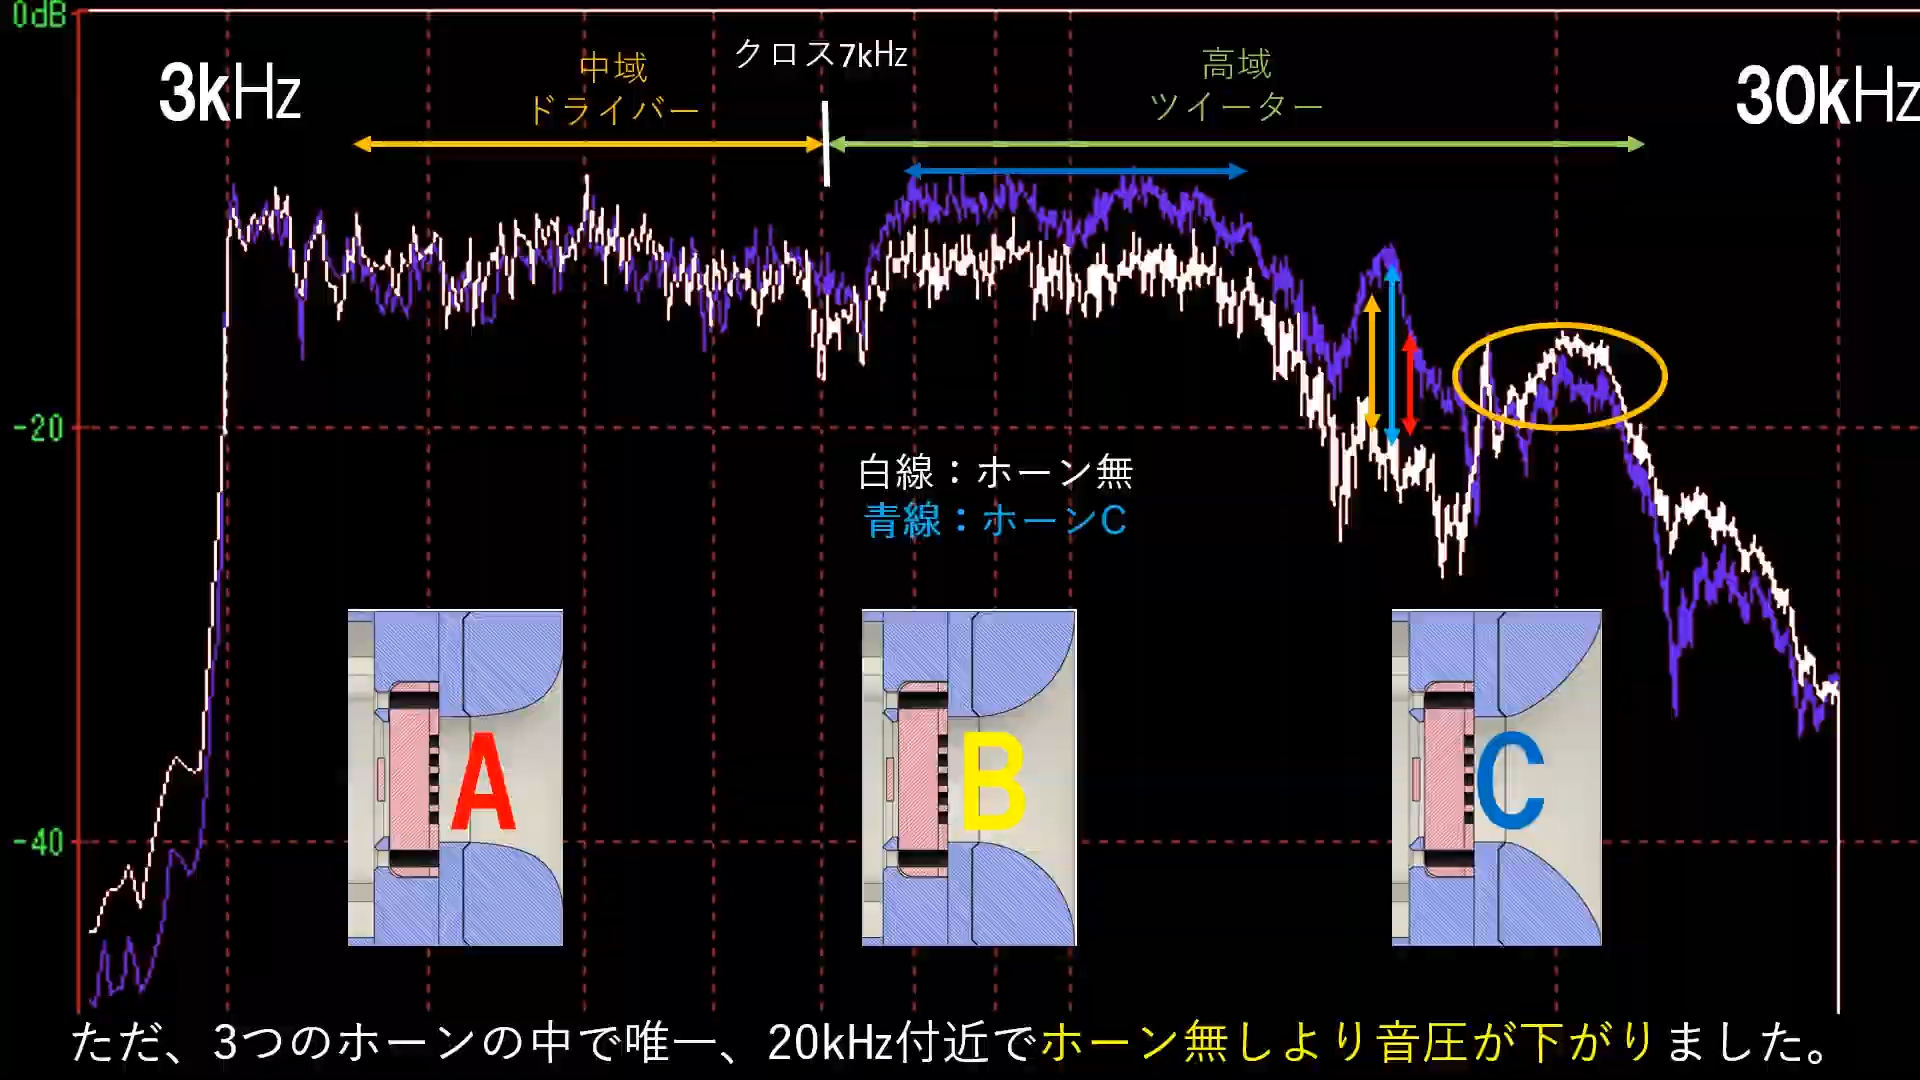 0dB
クロス7kHz
中域
ドライバー
高域
ツイーター
3kHz
30kHz
-20
白線：ホーン無
青線：ホーンC
A
B
C
-40
ただ、3つのホーンの中で唯一、20kHz付近でホーン無しより音圧が下がりました。